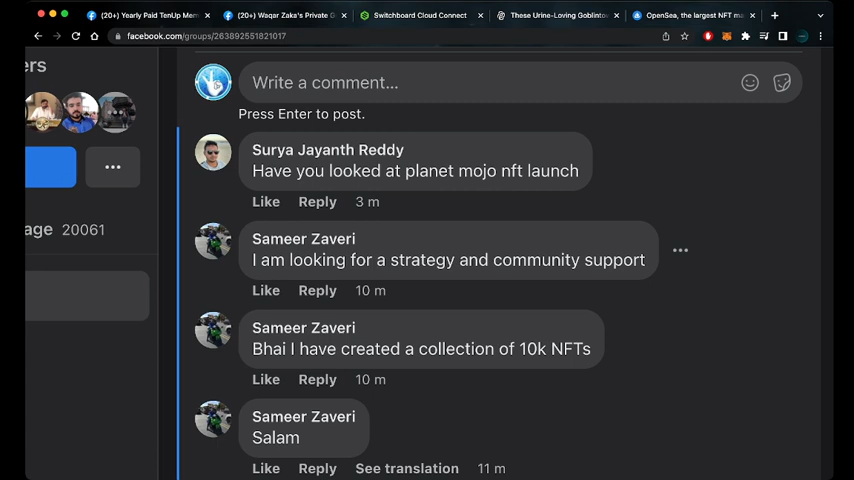 (20+) Yearly Paid TenUp Mem
(20+) Waqar Zaka's Private G
Switchboard Cloud Connect
These Urine-Loving Goblinto
OpenSea, the largest NFT ma
facebook.com/groups/263892551821017
ers
Write a comment...
Press Enter to post.
Surya Jayanth Reddy
Have you looked at planet mojo nft launch
Like Reply 3 m
age 20061
Sameer Zaveri
I am looking for a strategy and community support
Like Reply 10 m
Sameer Zaveri
Bhai I have created a collection of 10k NFTs
Like Reply 10 m
Sameer Zaveri
Salam
Like Reply See translation 11 m